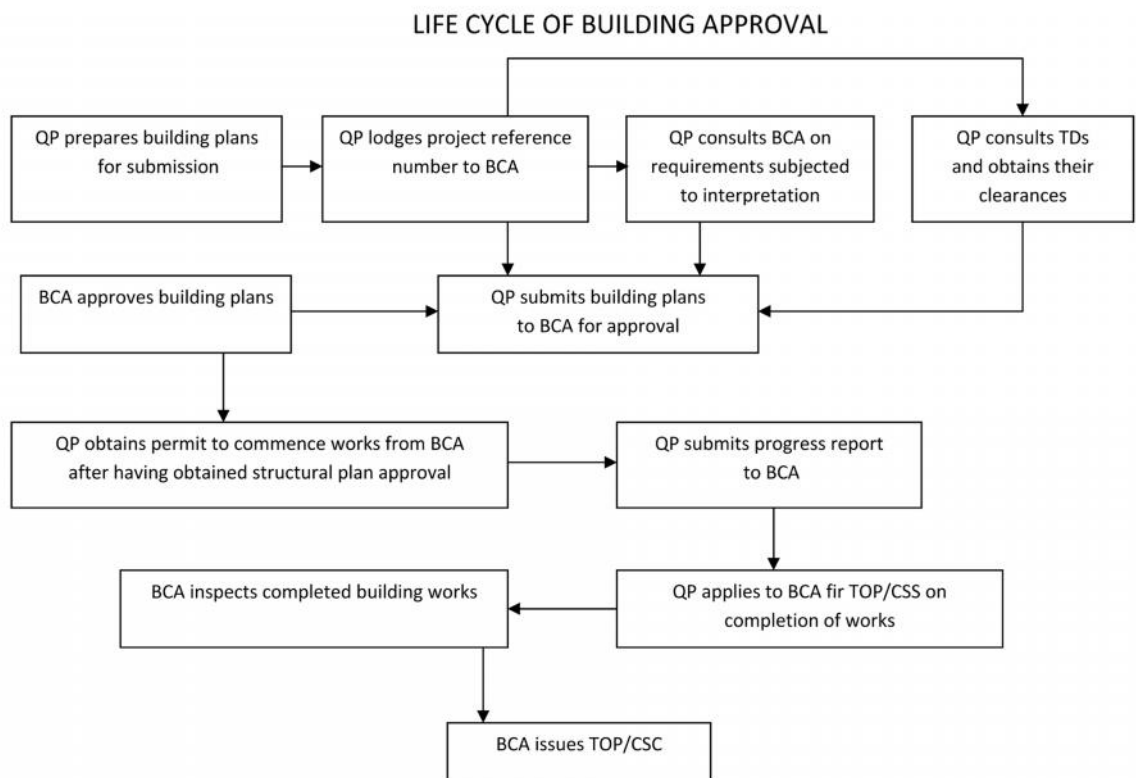 LIFE CYCLE OF BUILDING APPROVAL
QP prepares building plans
for submission
QP lodges project reference
number to BCA
QP consults BCA on
requirements subjected
to interpretation
QP consults TDs
and obtains their
clearances
BCA approves building plans
QP submits building plans
to BCA for approval
QP obtains permit to commence works from BCA
after having obtained structural plan approval
QP submits progress report
to BCA
BCA inspects completed building works
QP applies to BCA fir TOP/CSS on
completion of works
BCA issues TOP/CSC